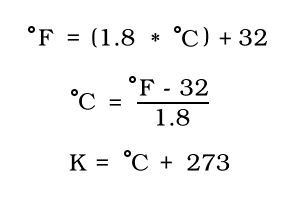 °F = (1.8 * °C) + 32
°C = °F - 32
1.8
K = °C + 273